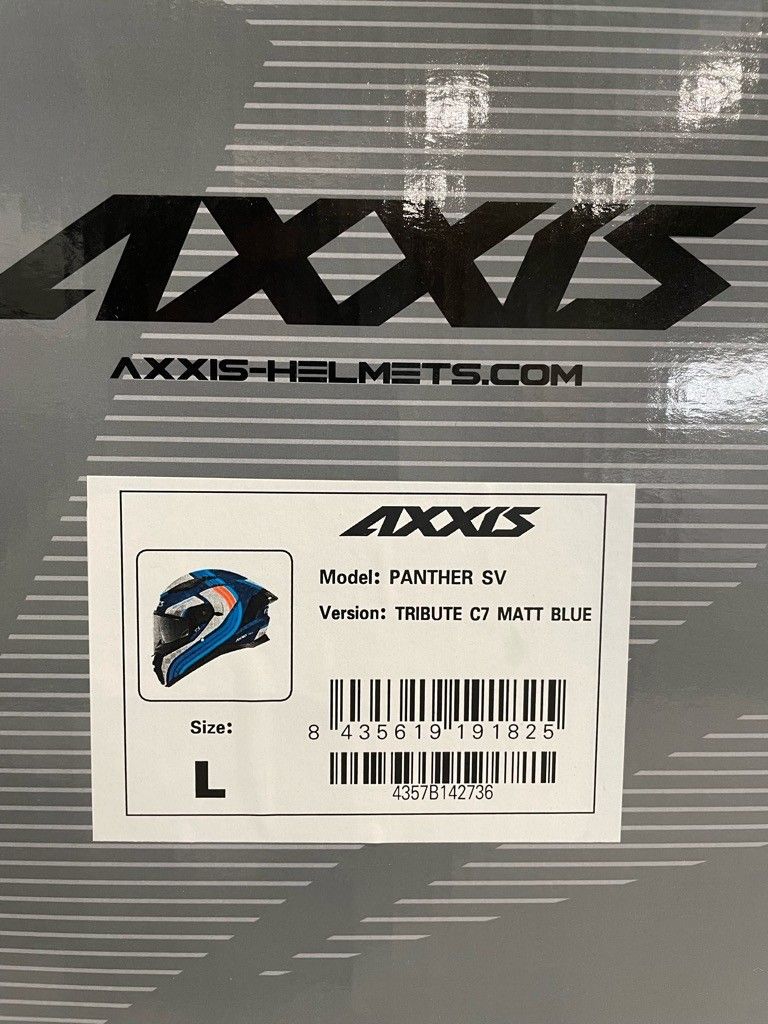 AXXIS
AXXIS-HELMETS.COM
AXXIS
Model: PANTHER SV
Version: TRIBUTE C7 MATT BLUE
Size:
L
8 435619 191825
4357B142736